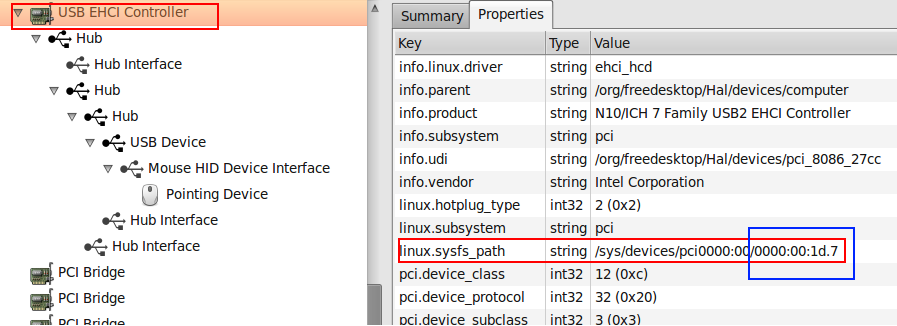 USB EHCI Controller
Hub
Hub Interface
Hub
Hub
USB Device
Mouse HID Device Interface
Pointing Device
Hub Interface
Hub Interface
PCI Bridge
PCI Bridge
PCI Bridge
Summary Properties
Key Type Value
info.linux.driver string ehci_hcd
info.parent string /org/freedesktop/Hal/devices/computer
info.product string N10/ICH 7 Family USB2 EHCI Controller
info.subsystem string pci
info.udi string /org/freedesktop/Hal/devices/pci_8086_27cc
info.vendor string Intel Corporation
linux.hotplug_type int32 2 (0x2)
linux.subsystem string pci
linux.sysfs_path string /sys/devices/pci0000:00/0000:00:1d.7
pci.device_class int32 12 (0xc)
pci.device_protocol int32 32 (0x20)
pci.device_subclass int32 3 (0x3)